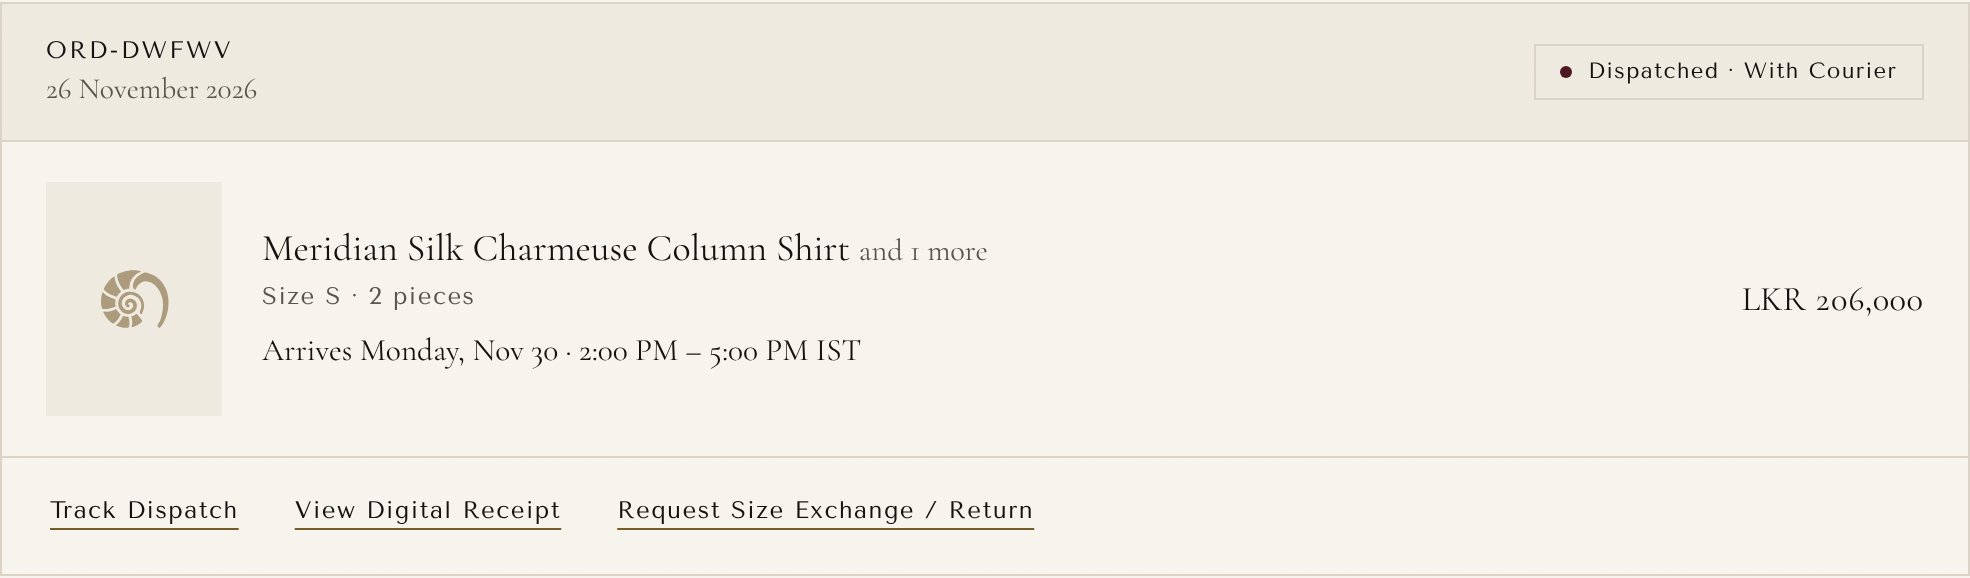 ORD-DWFWV
26 November 2026
Dispatched · With Courier
Meridian Silk Charmeuse Column Shirt and 1 more
Size S · 2 pieces
Arrives Monday, Nov 30 · 2:00 PM – 5:00 PM IST
LKR 206,000
Track Dispatch
View Digital Receipt
Request Size Exchange / Return